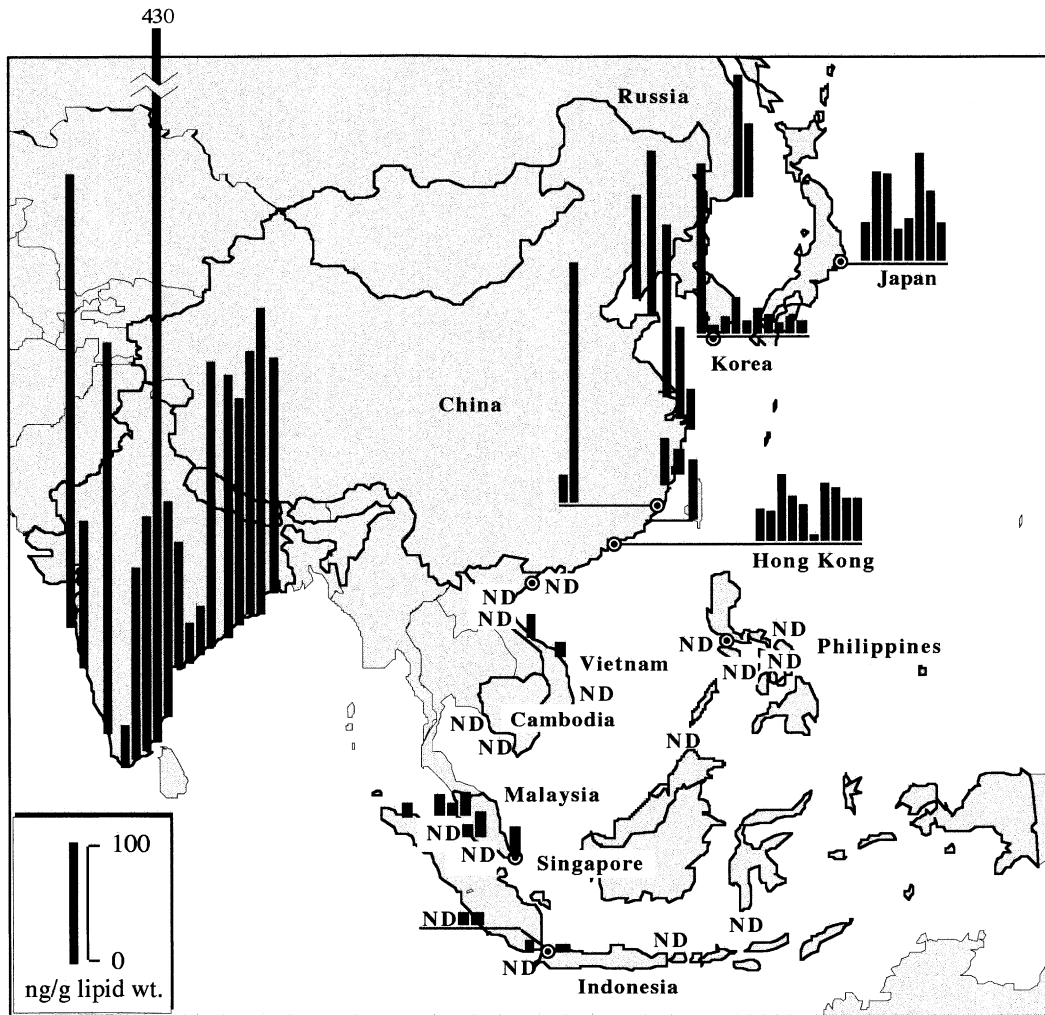 430
Russia
Japan
Korea
China
Hong Kong
ND
ND
ND
ND
ND
Philippines
ND
ND
Vietnam
ND
ND
Cambodia
ND
ND
Malaysia
ND
ND
Singapore
ND
ND
ND
ND
Indonesia
100
0
ng/g lipid wt.